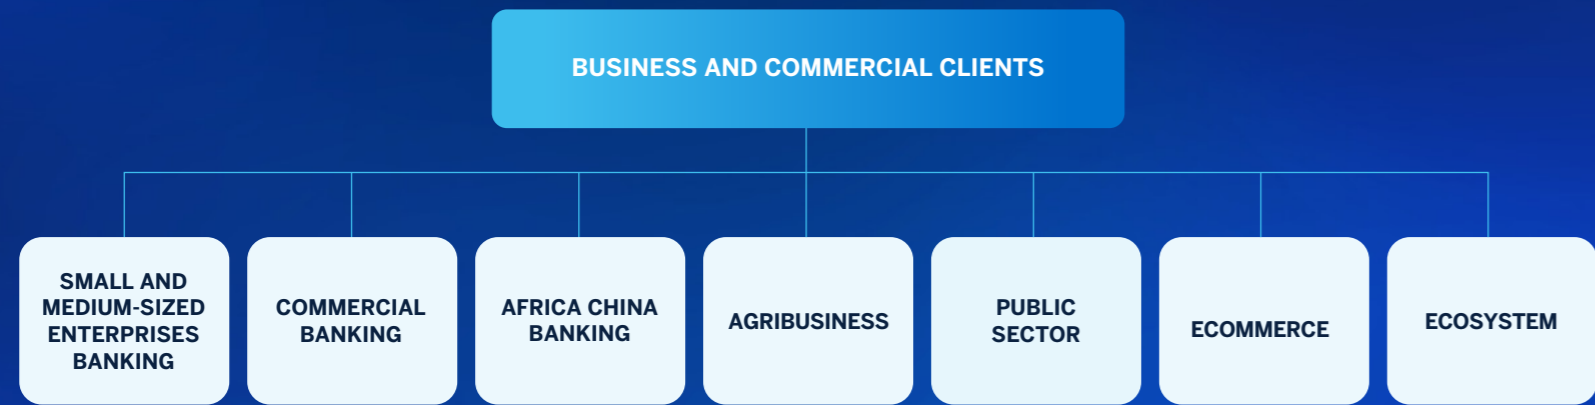 BUSINESS AND COMMERCIAL CLIENTS
SMALL AND
MEDIUM-SIZED
ENTERPRISES
BANKING
COMMERCIAL
BANKING
AFRICA CHINA
BANKING
AGRIBUSINESS
PUBLIC
SECTOR
ECOMMERCE
ECOSYSTEM